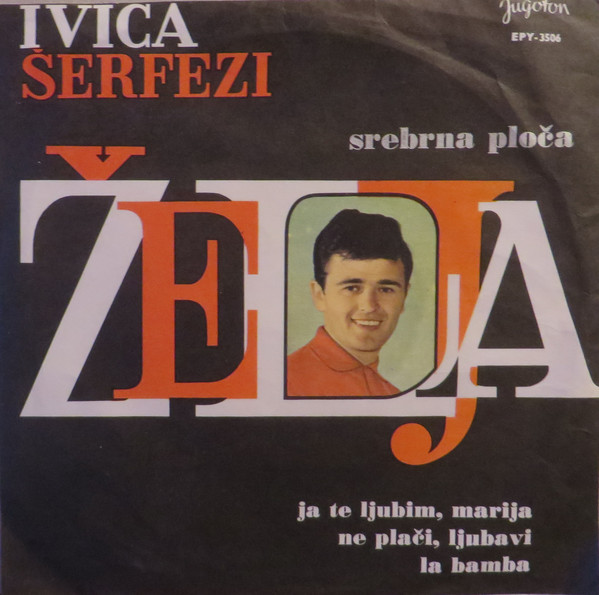 IVICA
ŠERFEZI
Jugoton
EPY-3506
srebrna ploča
ŽELJA
ja te ljubim, marija
ne plači, ljubavi
la bamba